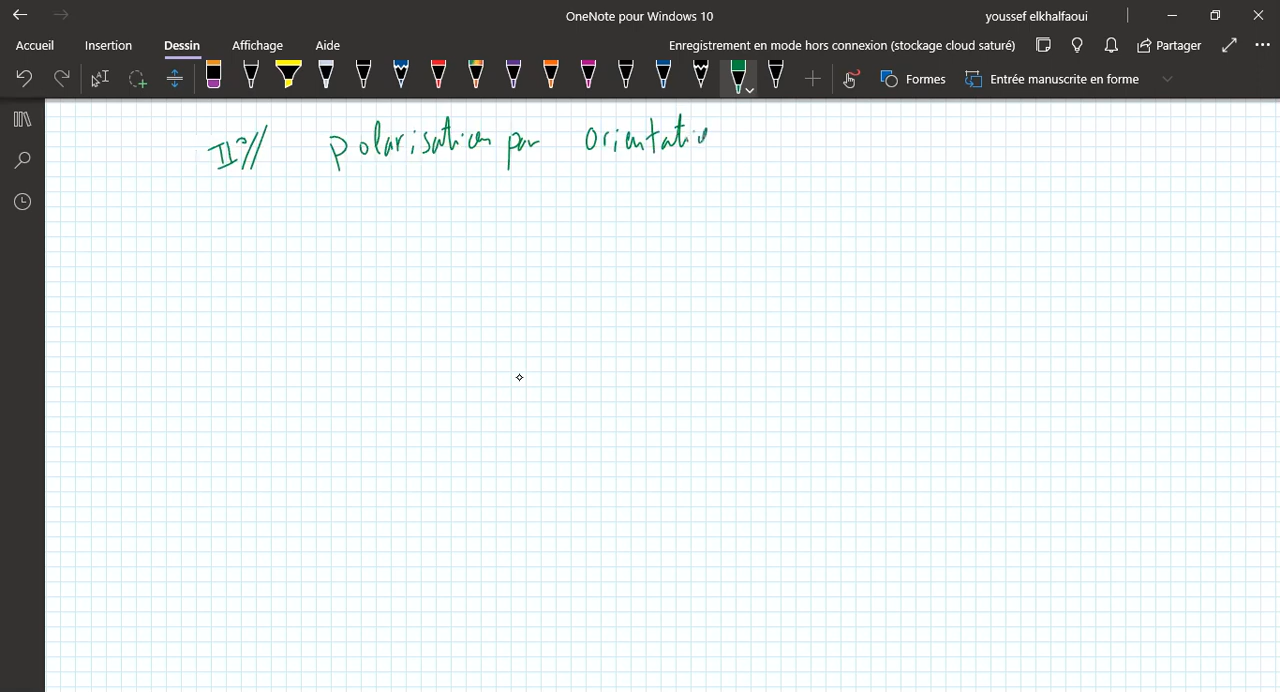 OneNote pour Windows 10
youssef elkhalfaoui
Accueil Insertion Dessin Affichage Aide
Enregistrement en mode hors connexion (stockage cloud saturé)
Partager
Formes
Entrée manuscrite en forme
II°// Polarisation par orientatio